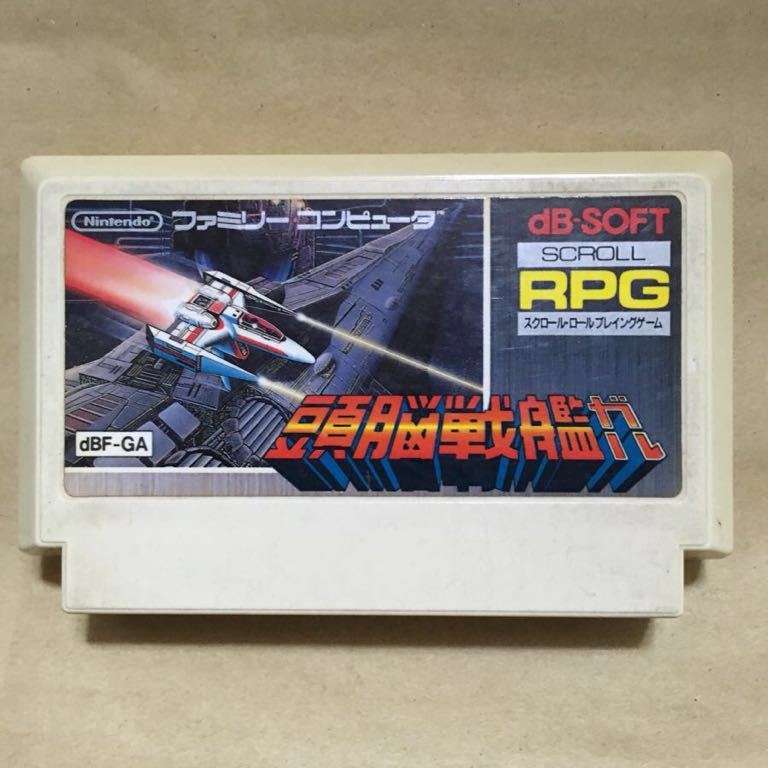 Nintendo® ファミリーコンピュータ™
dB-SOFT
SCROLL
RPG
スクロール・ロールプレイングゲーム
頭脳戦艦ガル
dBF-GA